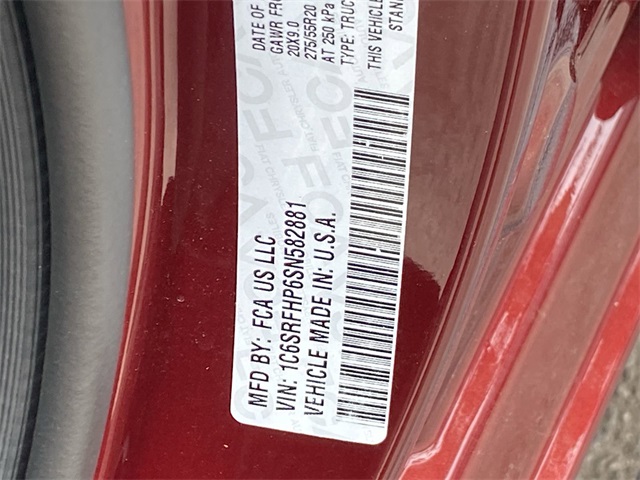 MFD BY: FCA US LLC
DATE OF
VIN: 1C6SRFHP6SN582881
GAWR FR
20X9.0
VEHICLE MADE IN: U.S.A.
275/55R20
AT 250 kPa
TYPE: TRUC
THIS VEHICLE
STAN